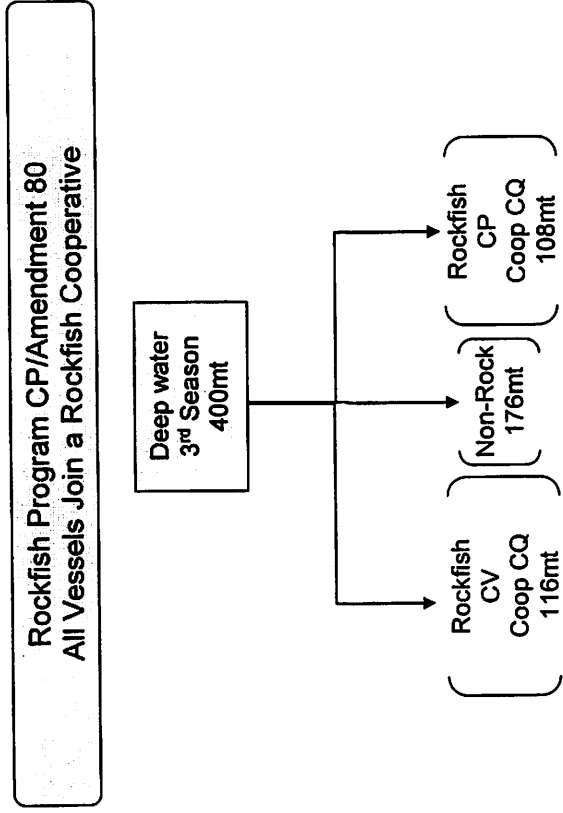 Rockfish Program CP/Amendment 80
All Vessels Join a Rockfish Cooperative
Deep water
3rd Season
400mt
Rockfish
CV
Coop CQ
116mt
Non-Rock
176mt
Rockfish
CP
Coop CQ
108mt